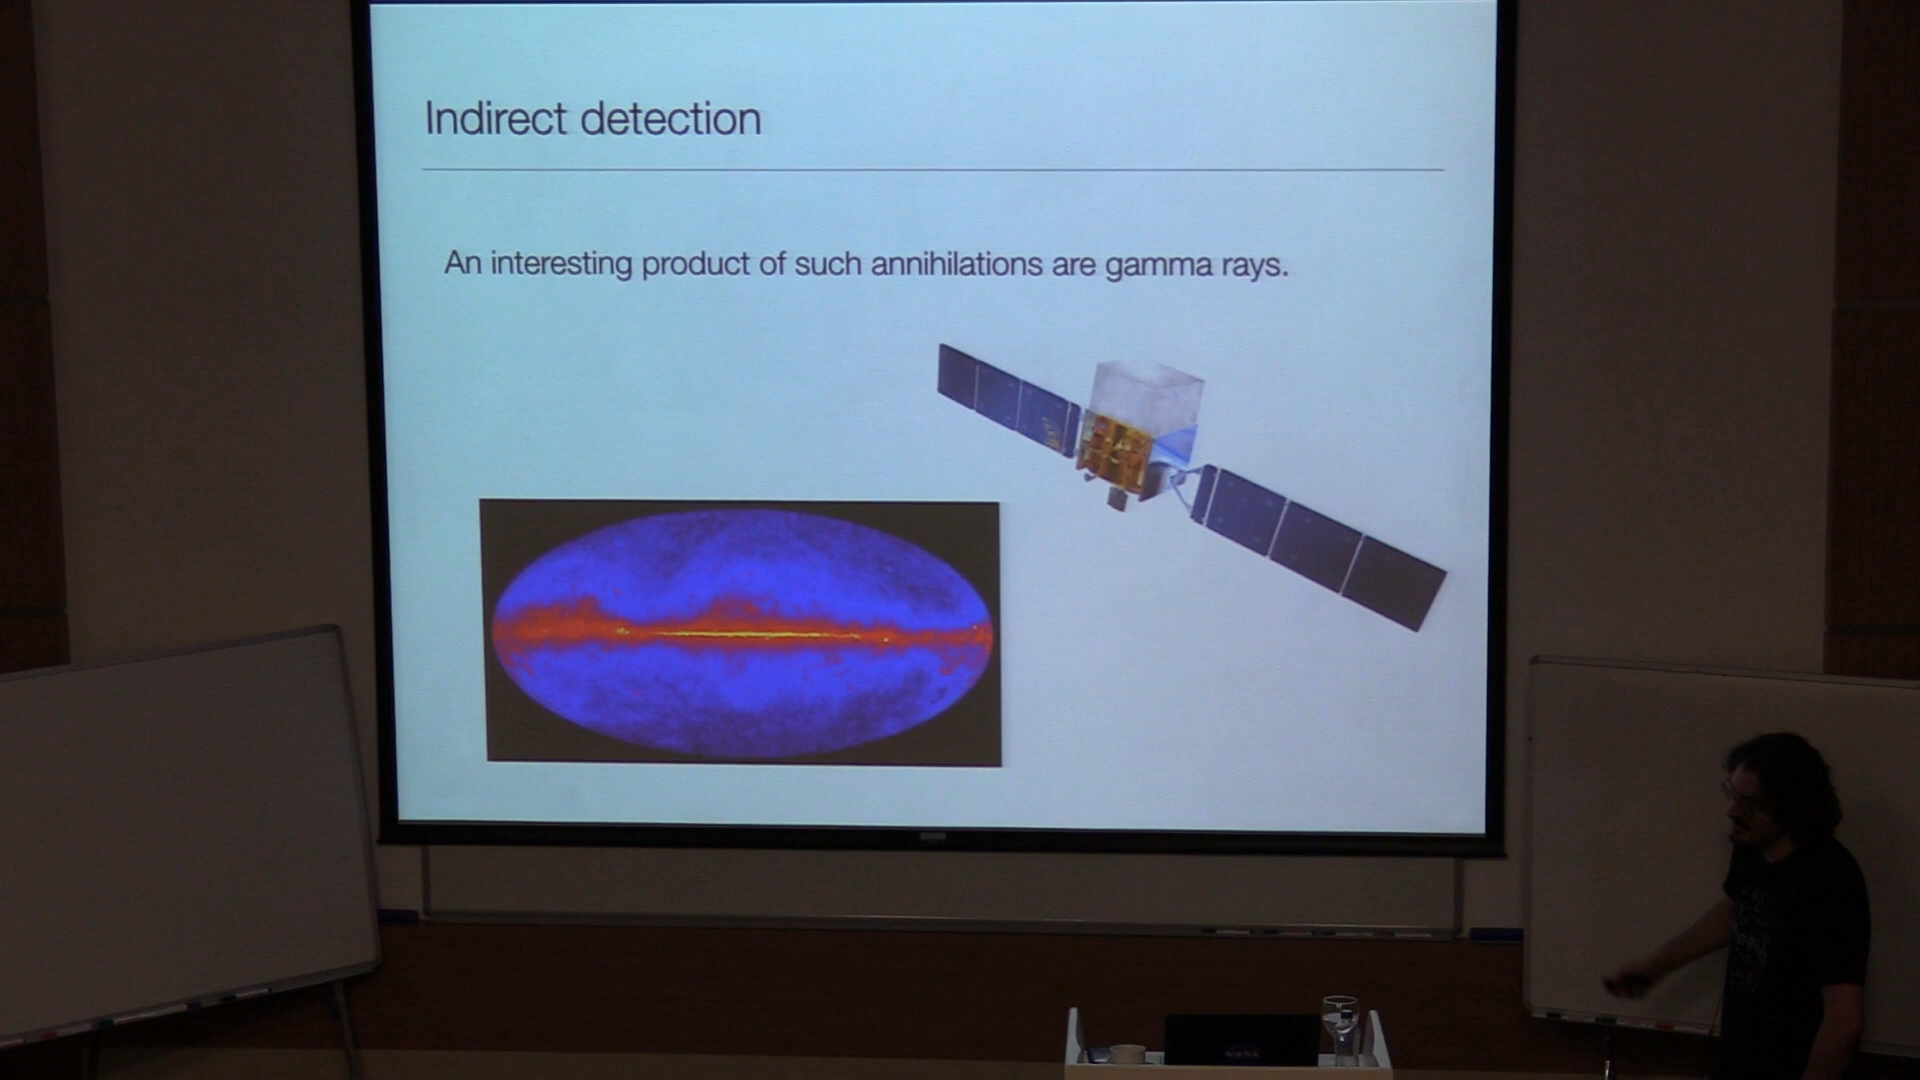 Indirect detection
An interesting product of such annihilations are gamma rays.